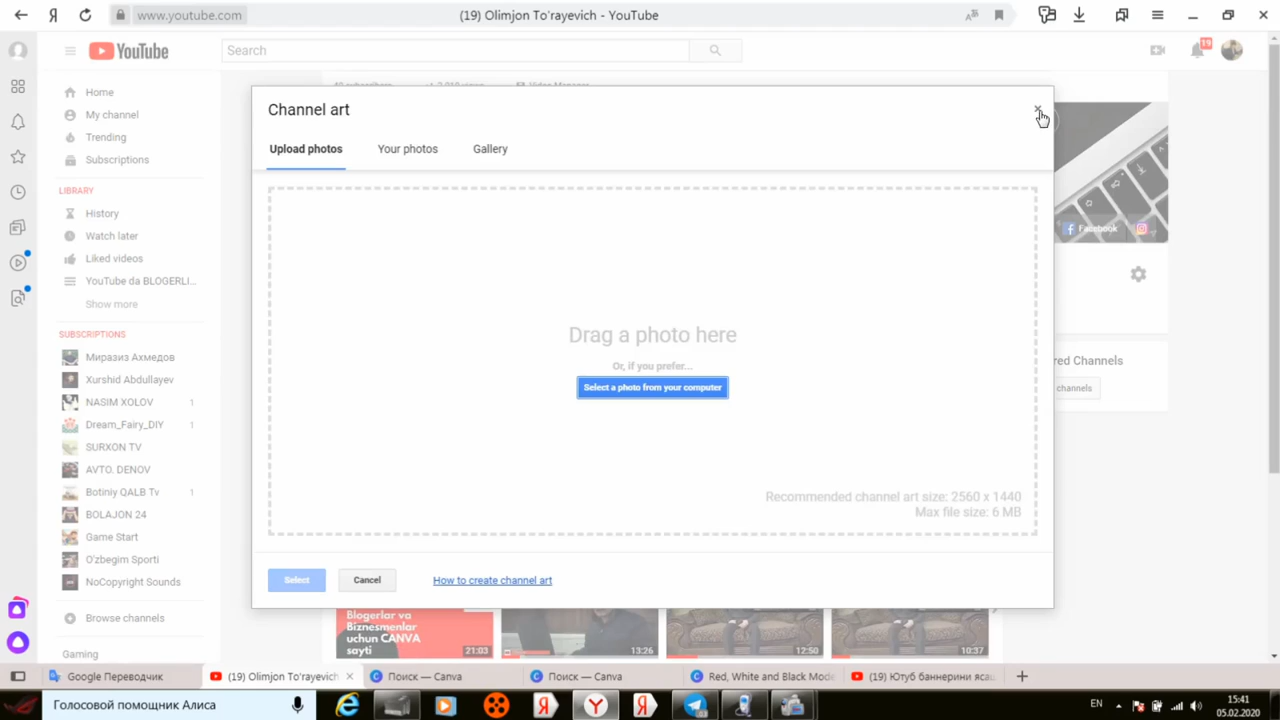 www.youtube.com
(19) Olimjon To'rayevich - YouTube
YouTube
Search
19
Home
My channel
Trending
Subscriptions
LIBRARY
History
Watch later
Liked videos
YouTube da BLOGERLI...
Show more
SUBSCRIPTIONS
Миразиз Ахмедов
Xurshid Abdullayev
NASIM XOLOV 1
Dream_Fairy_DIY 1
SURXON TV
AVTO. DENOV
Botiniy QALB Tv 1
BOLAJON 24
Game Start
O'zbegim Sporti
NoCopyright Sounds
Browse channels
Gaming
Video Manager
Channel art
Upload photos Your photos Gallery
Drag a photo here
Or, if you prefer...
Select a photo from your computer
Recommended channel art size: 2560 x 1440
Max file size: 6 MB
Select Cancel How to create channel art
Facebook
red Channels
channels
Blogerlar va
Biznesmenlar
uchun CANVA
sayti
21:03 13:26 12:50 10:37
Google Переводчик (19) Olimjon To'rayevich Поиск — Canva Поиск — Canva Red, White and Black Mode (19) Ютуб баннерини ясаш
Голосовой помощник Алиса
EN
15:41
05.02.2020